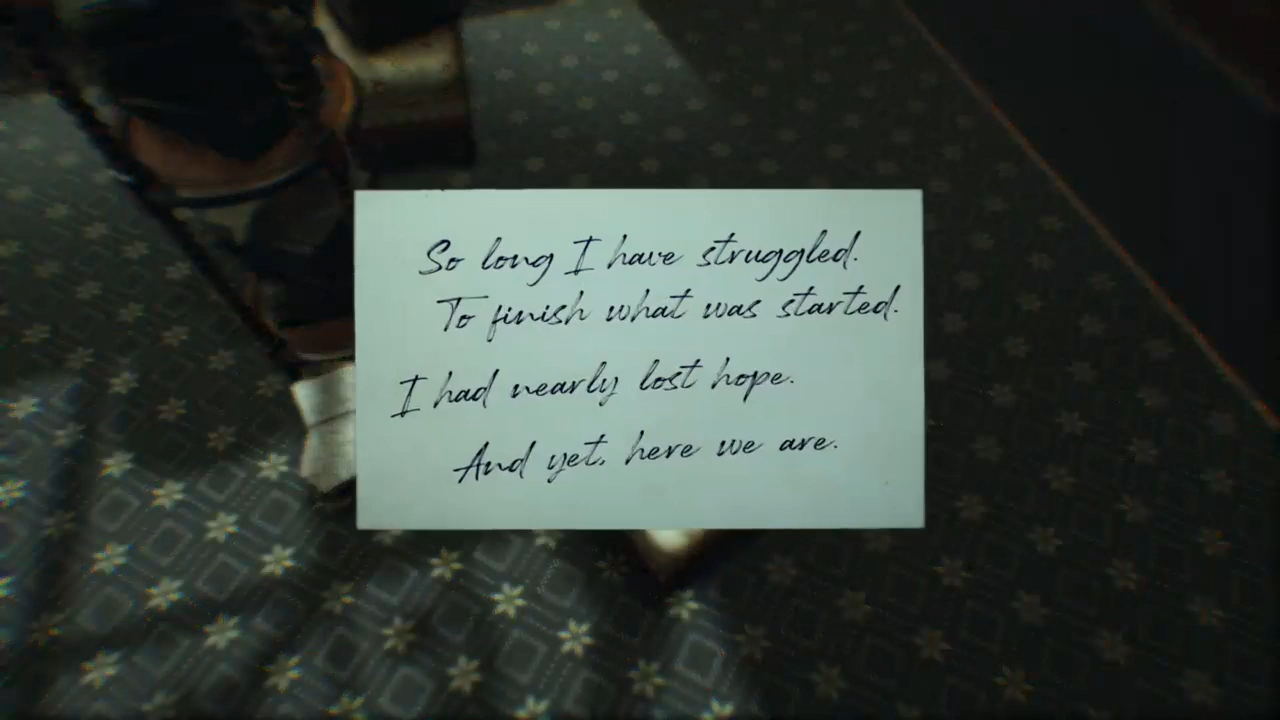 So long I have struggled.
To finish what was started.
I had nearly lost hope.
And yet, here we are.